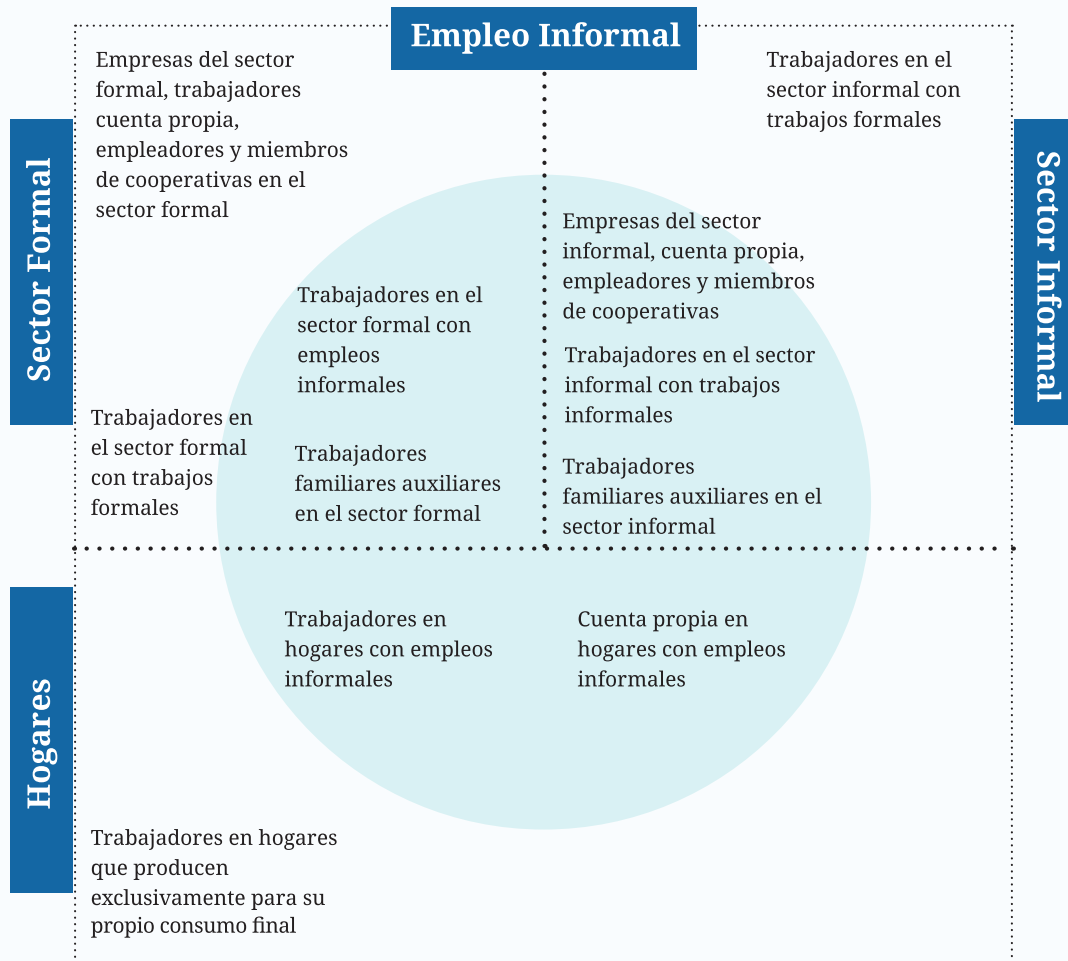 Empleo Informal
Empresas del sector
formal, trabajadores
cuenta propia,
empleadores y miembros
de cooperativas en el
sector formal
Trabajadores en el
sector informal con
trabajos formales
Sector Formal
Sector Informal
Trabajadores en el
sector formal con
empleos
informales
Empresas del sector
informal, cuenta propia,
empleadores y miembros
de cooperativas
Trabajadores en el sector
informal con trabajos
informales
Trabajadores en
el sector formal
con trabajos
formales
Trabajadores
familiares auxiliares
en el sector formal
Trabajadores
familiares auxiliares en el
sector informal
Hogares
Trabajadores en
hogares con empleos
informales
Cuenta propia en
hogares con empleos
informales
Trabajadores en hogares
que producen
exclusivamente para su
propio consumo final